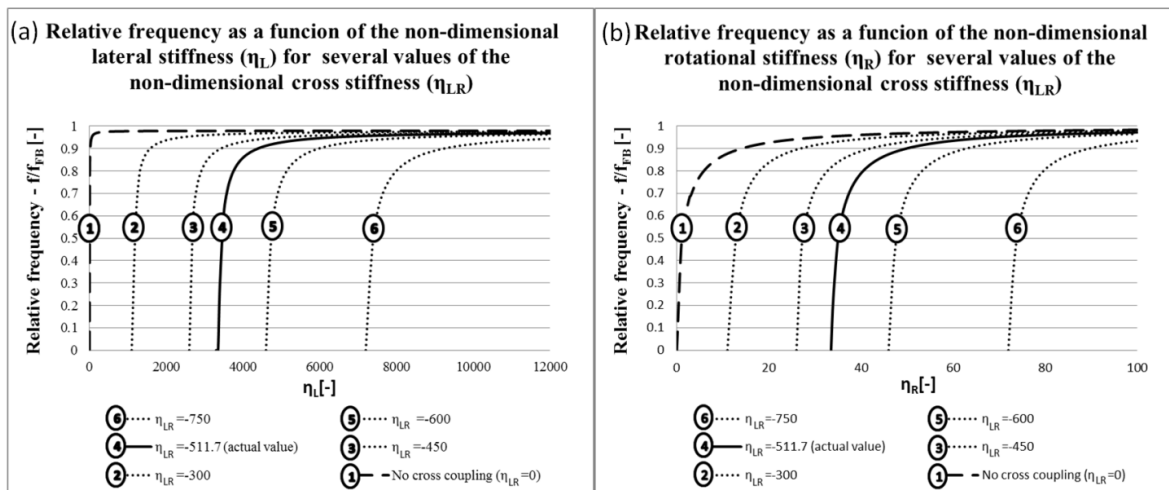 (a) Relative frequency as a funcion of the non-dimensional
lateral stiffness (ηL) for several values of the
non-dimensional cross stiffness (ηLR)
Relative frequency - f/fFB [-]
1
0.9
0.8
0.7
0.6
0.5
0.4
0.3
0.2
0.1
0
1
2
3
4
5
6
0 2000 4000 6000 8000 10000 12000
ηL[-]
6 ηLR =-750
5 ηLR =-600
4 ηLR =-511.7 (actual value)
3 ηLR =-450
2 ηLR =-300
1 No cross coupling (ηLR =0)
(b) Relative frequency as a funcion of the non-dimensional
rotational stiffness (ηR) for several values of the
non-dimensional cross stiffness (ηLR)
Relative frequency - f/fFB [-]
1
0.9
0.8
0.7
0.6
0.5
0.4
0.3
0.2
0.1
0
1
2
3
4
5
6
0 20 40 60 80 100
ηR[-]
6 ηLR =-750
5 ηLR =-600
4 ηLR =-511.7 (actual value)
3 ηLR =-450
2 ηLR =-300
1 No cross coupling (ηLR=0)